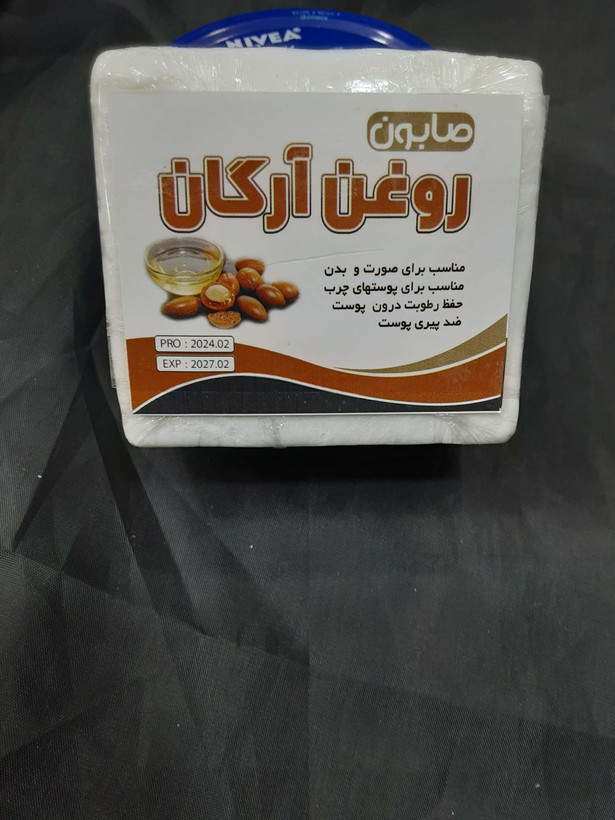 NIVEA
صابون
روغن آرگان
مناسب برای صورت و بدن
مناسب برای پوستهای چرب
حفظ رطوبت درون پوست
ضد پیری پوست
PRO : 2024.02
EXP : 2027.02